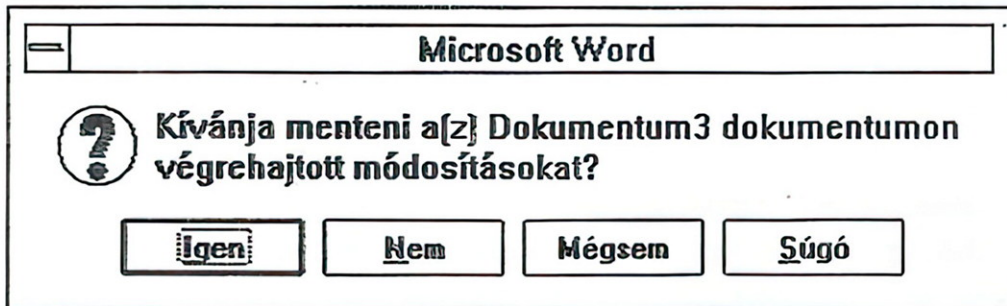 Microsoft Word
Kívánja menteni a(z) Dokumentum3 dokumentumon
végrehajtott módosításokat?
Igen Nem Mégsem Súgó